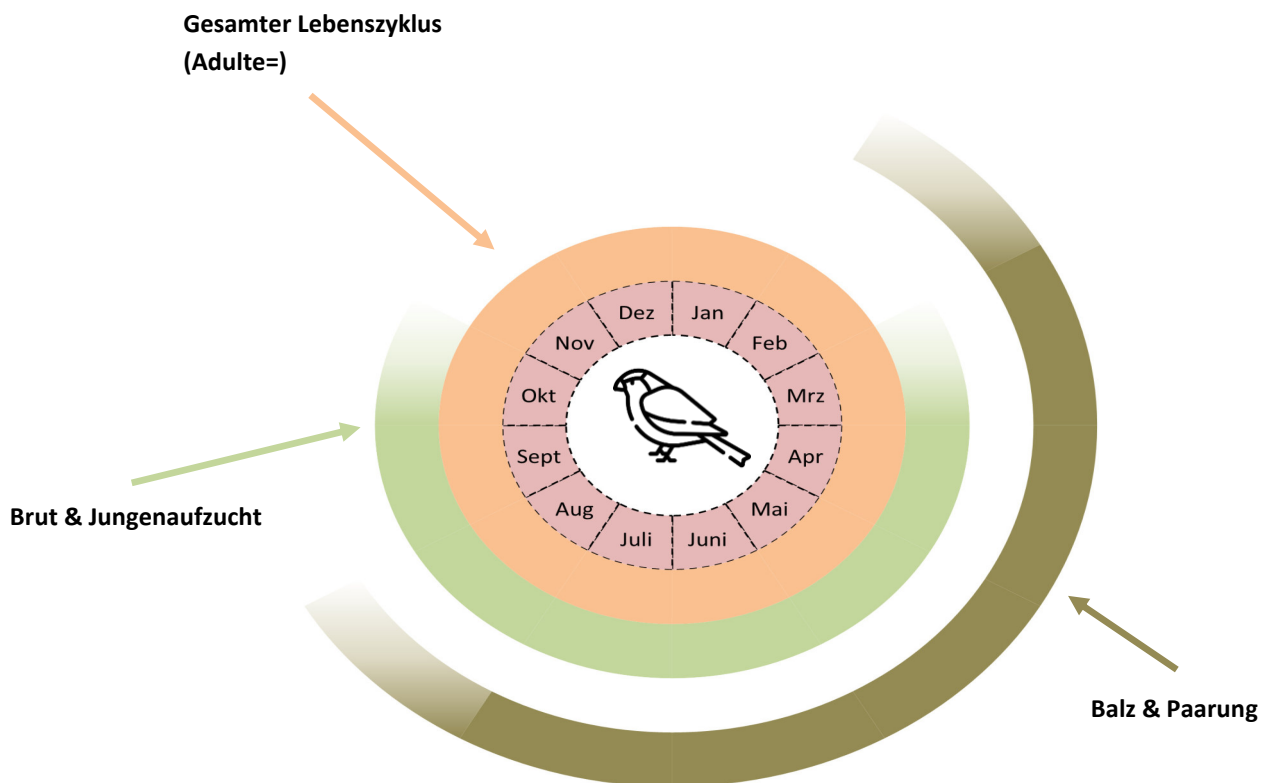 Gesamter Lebenszyklus
(Adulte=)
Dez
Jan
Nov
Feb
Okt
Mrz
Sept
Apr
Aug
Mai
Juli
Juni
Brut & Jungenaufzucht
Balz & Paarung